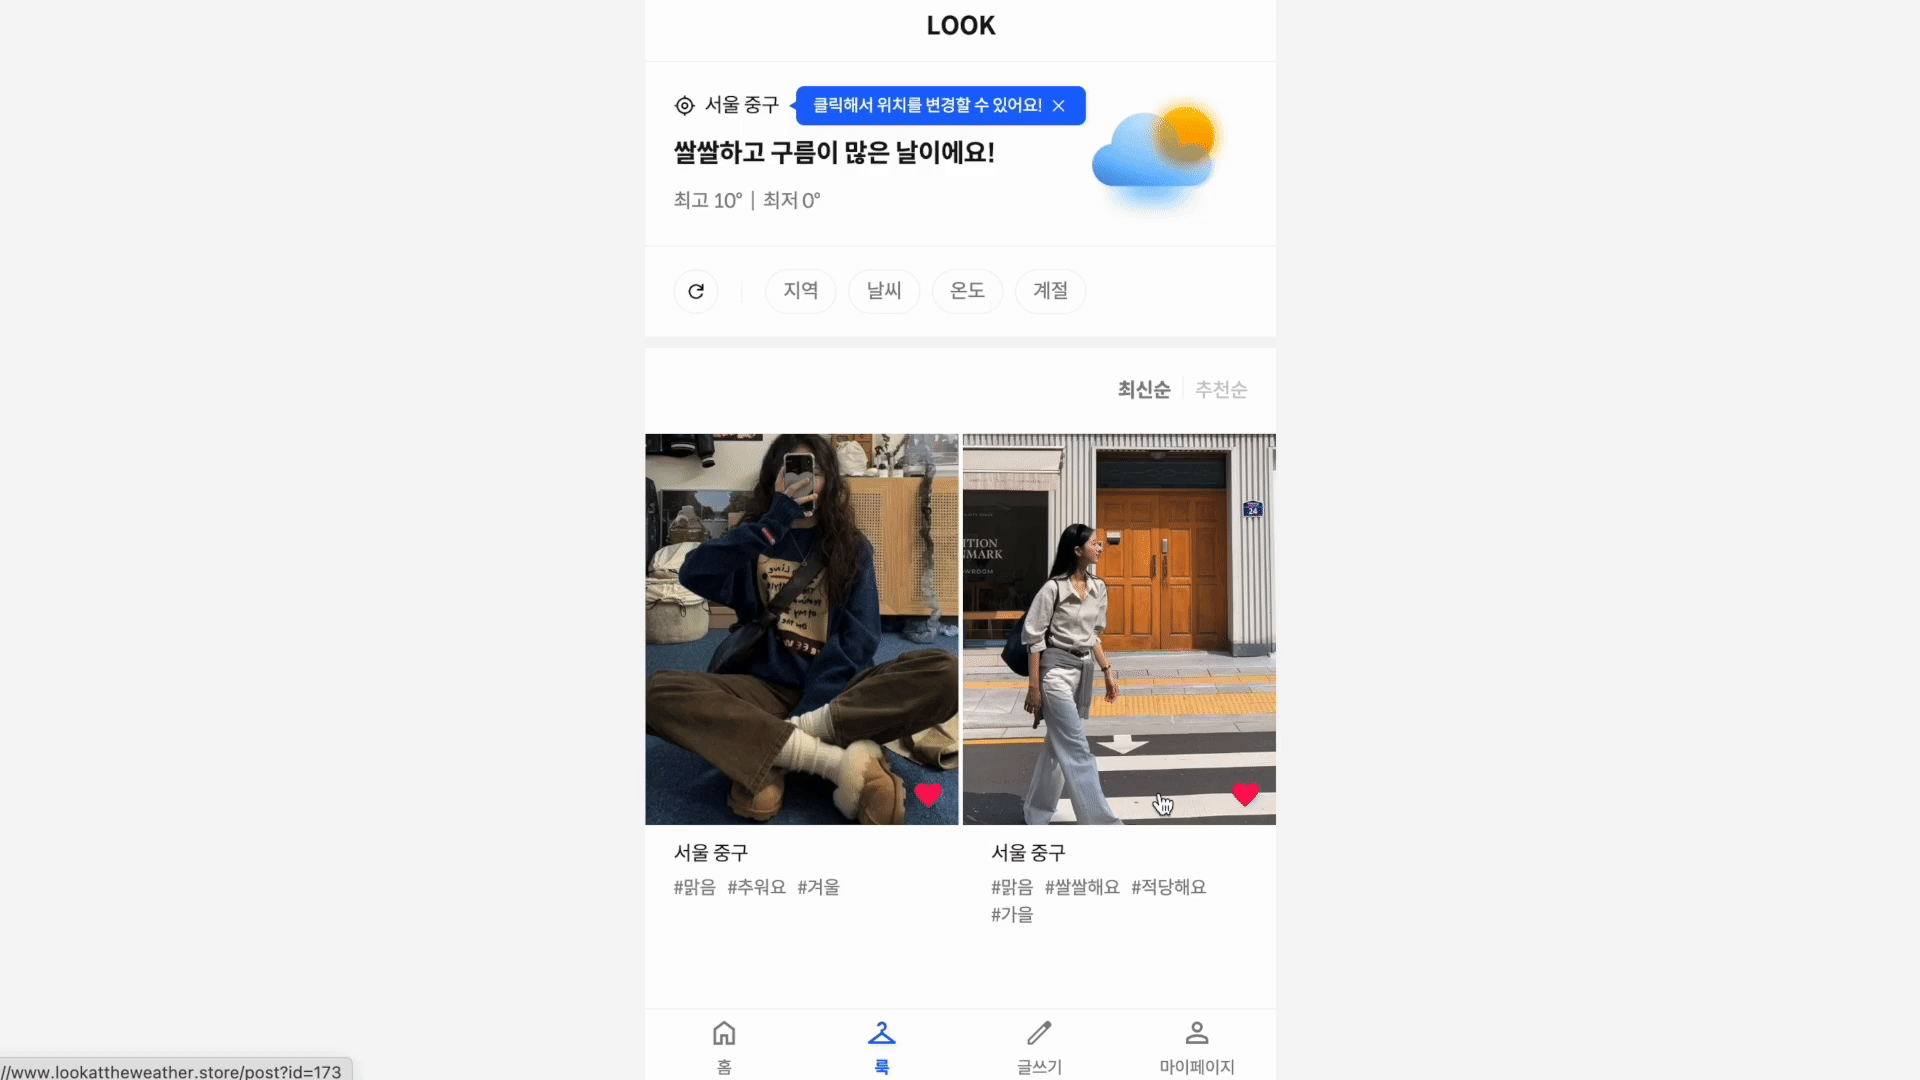 LOOK
서울 중구
클릭해서 위치를 변경할 수 있어요!
쌀쌀하고 구름이 많은 날이에요!
최고 10° | 최저 0°
지역 날씨 온도 계절
최신순 추천순
24
ITION
NMARK
서울 중구
#맑음 #추워요 #겨울
서울 중구
#맑음 #쌀쌀해요 #적당해요
#가을
홈 룩 글쓰기 마이페이지
//www.lookattheweather.store/post?id=173